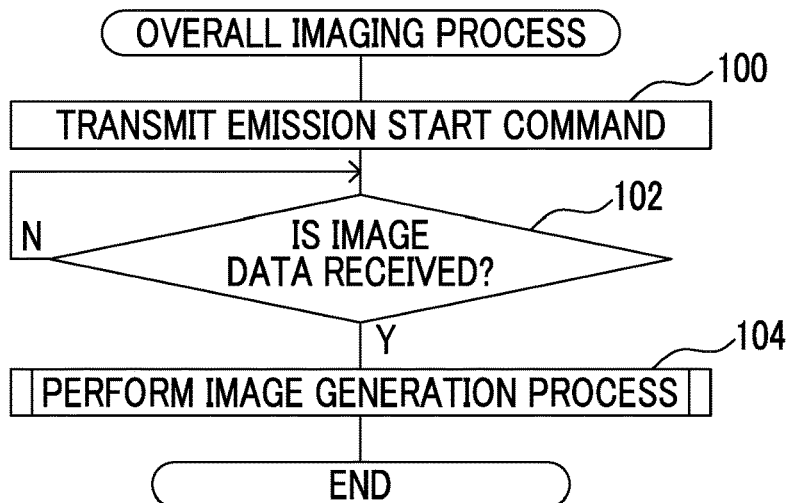 OVERALL IMAGING PROCESS
100
TRANSMIT EMISSION START COMMAND
102
N
IS IMAGE
DATA RECEIVED?
Y
104
PERFORM IMAGE GENERATION PROCESS
END